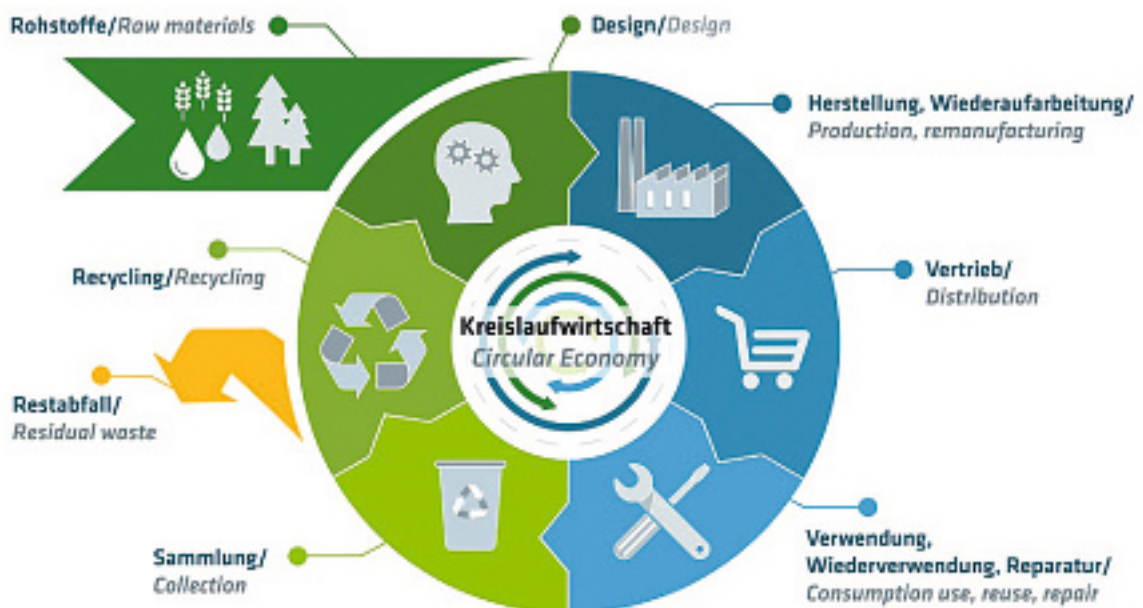 Rohstoffe/Raw materials
Design/Design
Herstellung, Wiederaufarbeitung/
Production, remanufacturing
Vertrieb/
Distribution
Verwendung,
Wiederverwendung, Reparatur/
Consumption use, reuse, repair
Sammlung/
Collection
Restabfall/
Residual waste
Recycling/Recycling
Kreislaufwirtschaft
Circular Economy